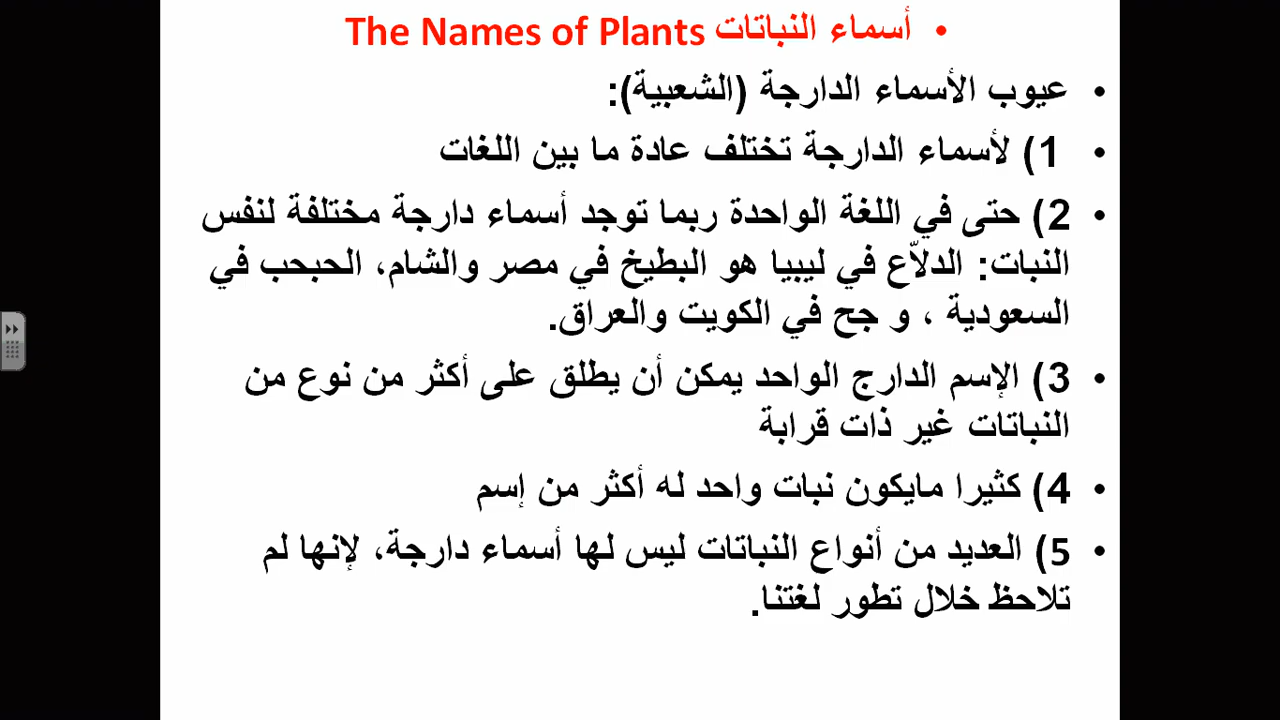 • أسماء النباتات The Names of Plants
• عيوب الأسماء الدارجة (الشعبية):
• 1) لأسماء الدارجة تختلف عادة ما بين اللغات
• 2) حتى في اللغة الواحدة ربما توجد أسماء دارجة مختلفة لنفس
النبات: الدلاّع في ليبيا هو البطيخ في مصر والشام، الحبحب في
السعودية ، و جح في الكويت والعراق.
• 3) الإسم الدارج الواحد يمكن أن يطلق على أكثر من نوع من
النباتات غير ذات قرابة
• 4) كثيرا مايكون نبات واحد له أكثر من إسم
• 5) العديد من أنواع النباتات ليس لها أسماء دارجة، لإنها لم
تلاحظ خلال تطور لغتنا.